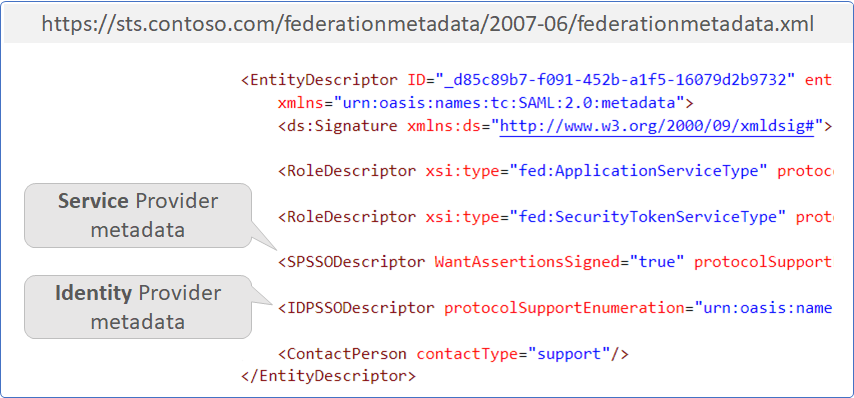 https://sts.contoso.com/federationmetadata/2007-06/federationmetadata.xml
<EntityDescriptor ID="_d85c89b7-f091-452b-a1f5-16079d2b9732" ent
xmlns="urn:oasis:names:tc:SAML:2.0:metadata">
<ds:Signature xmlns:ds="http://www.w3.org/2000/09/xmldsig#">
<RoleDescriptor xsi:type="fed:ApplicationServiceType" protoc
<RoleDescriptor xsi:type="fed:SecurityTokenServiceType" prot
Service Provider
metadata
<SPSSODescriptor WantAssertionsSigned="true" protocolSupport
Identity Provider
metadata
<IDPSSODescriptor protocolSupportEnumeration="urn:oasis:name
<ContactPerson contactType="support"/>
</EntityDescriptor>